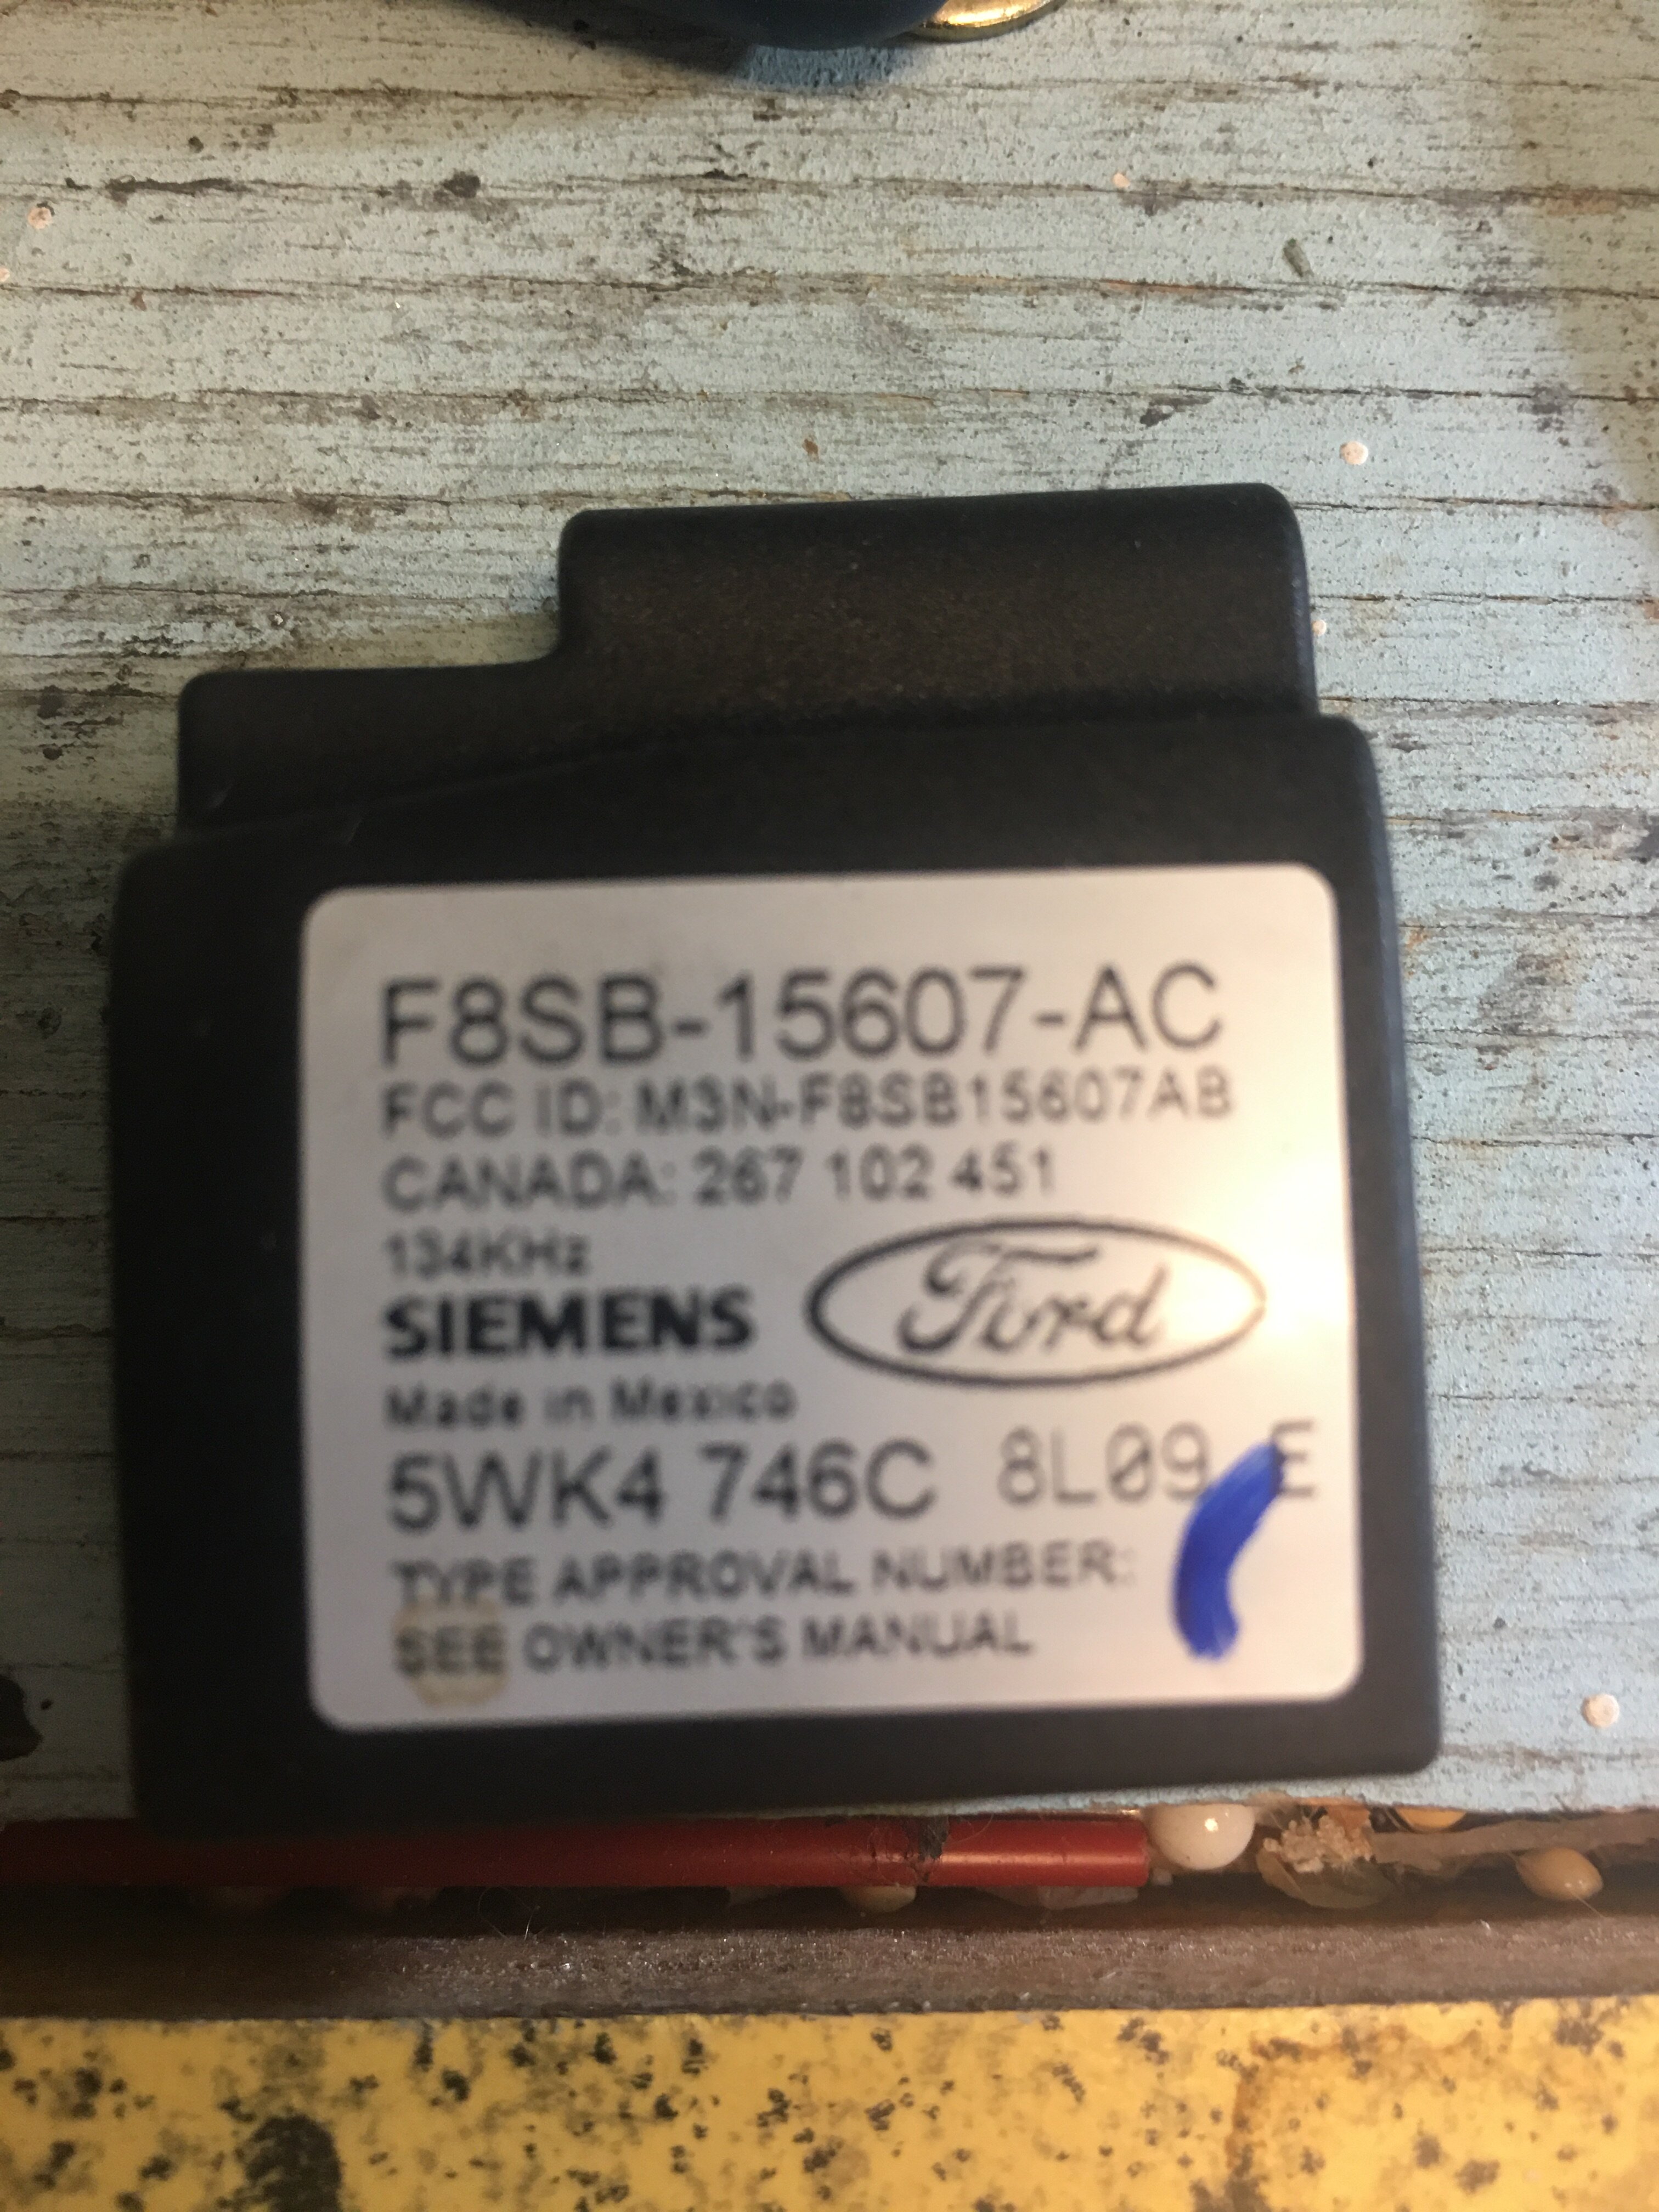 F8SB-15607-AC
FCC ID: M3N-F8SB15607AB
CANADA: 267 102 451
134KHz
SIEMENS
Ford
Made in Mexico
5WK4 746C 8L09 E
TYPE APPROVAL NUMBER:
SEE OWNER'S MANUAL